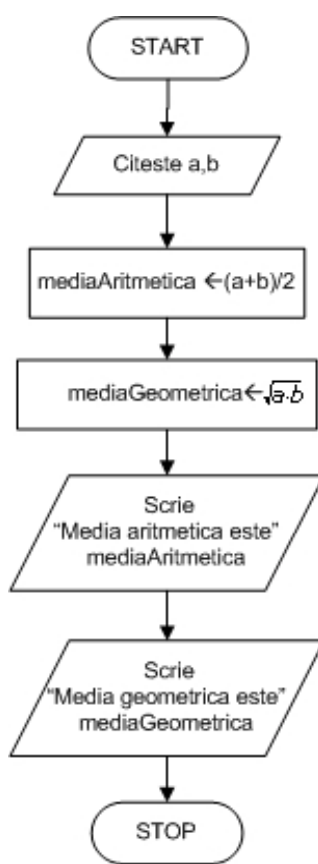 START
Citeste a,b
mediaAritmetica ←(a+b)/2
mediaGeometrica←√a·b
Scrie
“Media aritmetica este”
mediaAritmetica
Scrie
“Media geometrica este”
mediaGeometrica
STOP